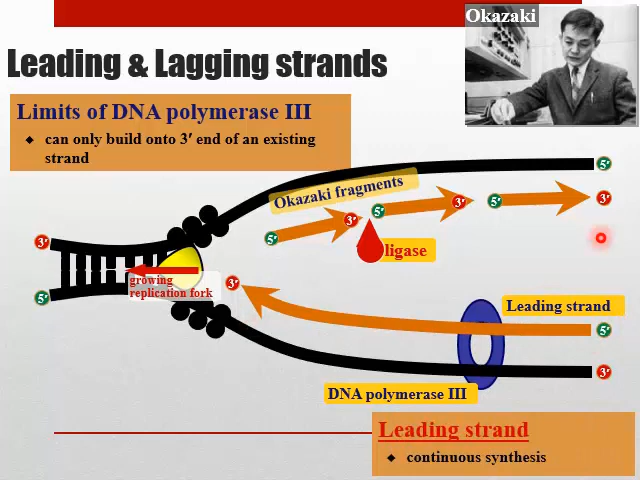 Okazaki
Leading & Lagging strands
Limits of DNA polymerase III
◆ can only build onto 3′ end of an existing
strand
5′
Okazaki fragments
3′
3′
5′
3′
5′
3′
5′
ligase
growing
replication fork
3′
5′
Leading strand
5′
3′
DNA polymerase III
Leading strand
◆ continuous synthesis